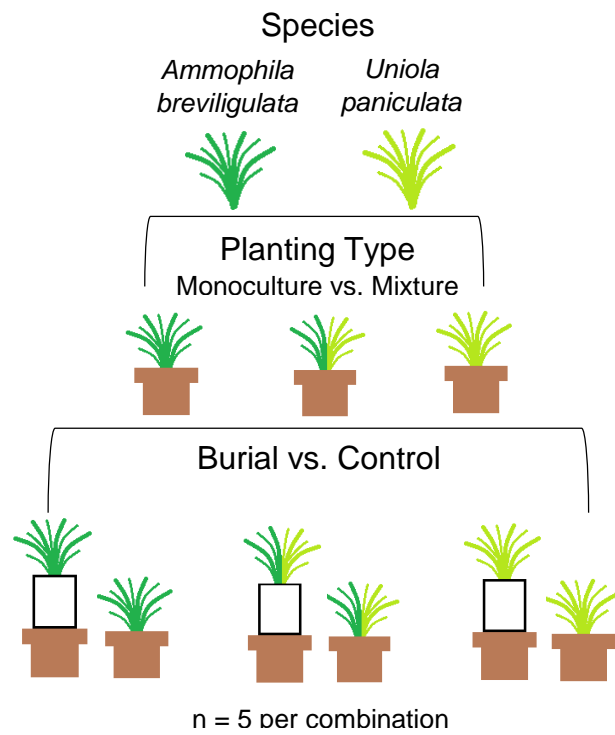 Species
Ammophila breviligulata
Uniola paniculata
Planting Type
Monoculture vs. Mixture
Burial vs. Control
n = 5 per combination